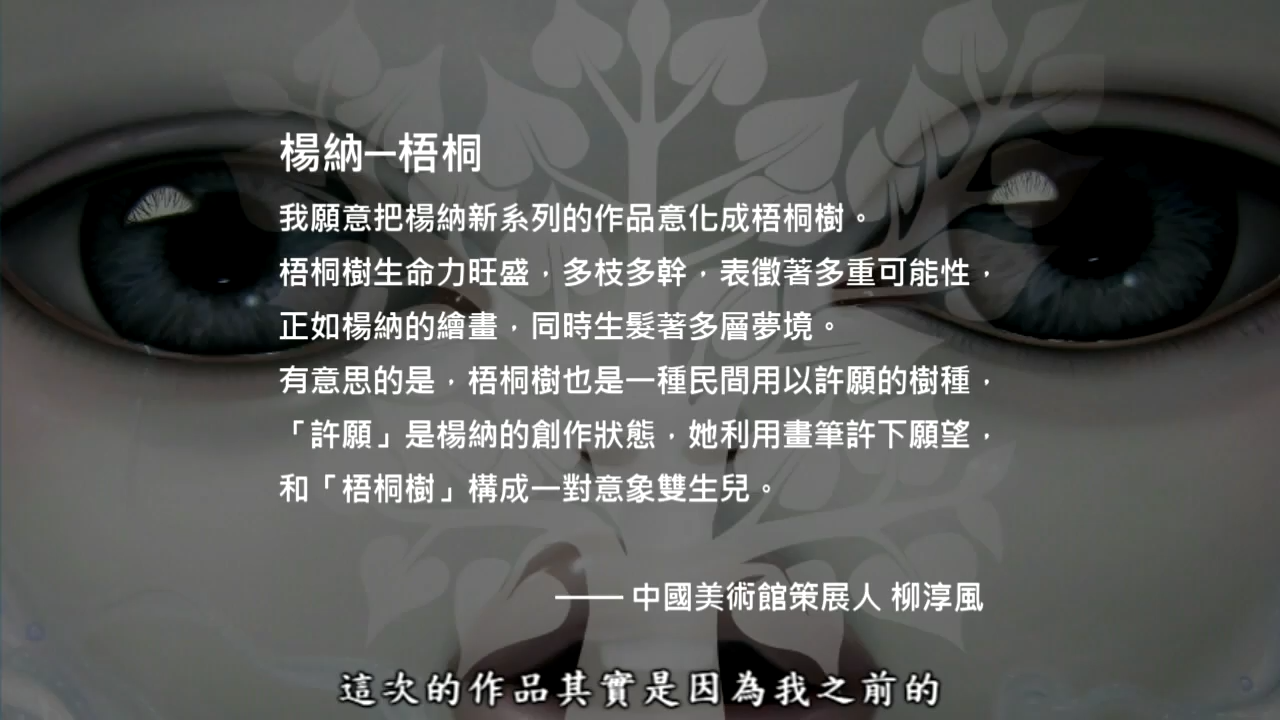 楊納─梧桐
我願意把楊納新系列的作品意化成梧桐樹。
梧桐樹生命力旺盛，多枝多幹，表徵著多重可能性，
正如楊納的繪畫，同時生髮著多層夢境。
有意思的是，梧桐樹也是一種民間用以許願的樹種，
「許願」是楊納的創作狀態，她利用畫筆許下願望，
和「梧桐樹」構成一對意象雙生兒。
—— 中國美術館策展人 柳淳風
這次的作品其實是因為我之前的